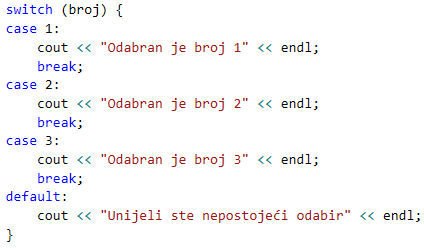 switch (broj) {
case 1:
    cout << "Odabran je broj 1" << endl;
    break;
case 2:
    cout << "Odabran je broj 2" << endl;
    break;
case 3:
    cout << "Odabran je broj 3" << endl;
    break;
default:
    cout << "Unijeli ste nepostojeći odabir" << endl;
}